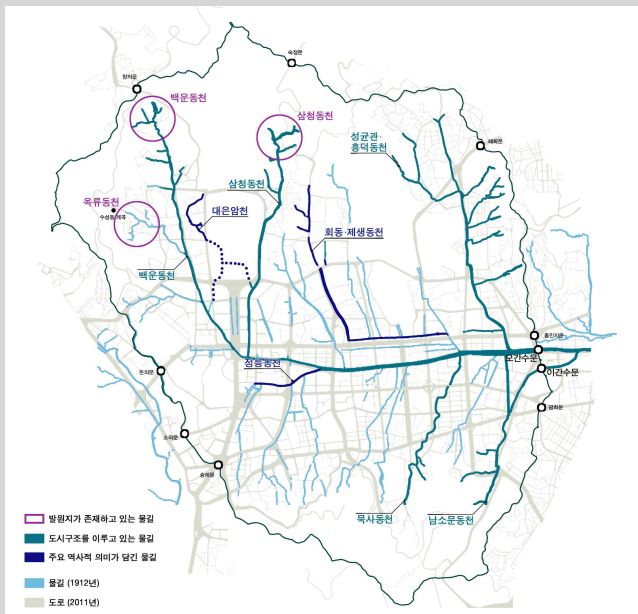 숙정문
창의문
백운동천
삼청동천
성균관·
흥덕동천
혜화문
삼청동천
옥류동천
수성동 계곡
대은암천
회동·제생동천
백운동천
흥인지문
오간수문
정릉동천
이간수문
돈의문
광희문
소의문
숭례문
묵사동천
남소문동천
발원지가 존재하고 있는 물길
도시구조를 이루고 있는 물길
주요 역사적 의미가 담긴 물길
물길 (1912년)
도로 (2011년)